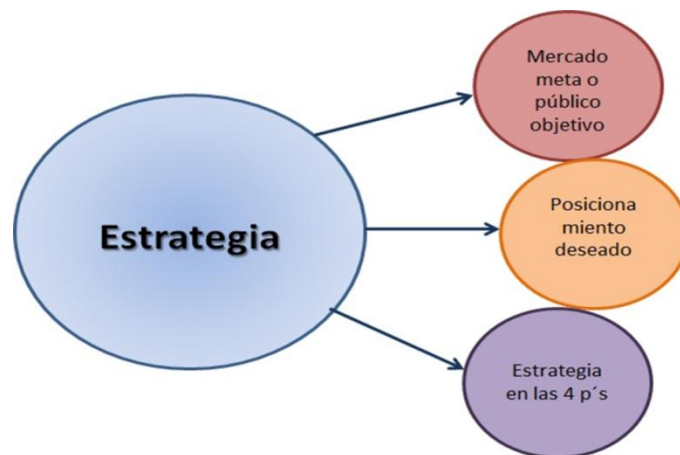 Estrategia
Mercado
meta o
público
objetivo
Posiciona
miento
deseado
Estrategia
en las 4 p´s